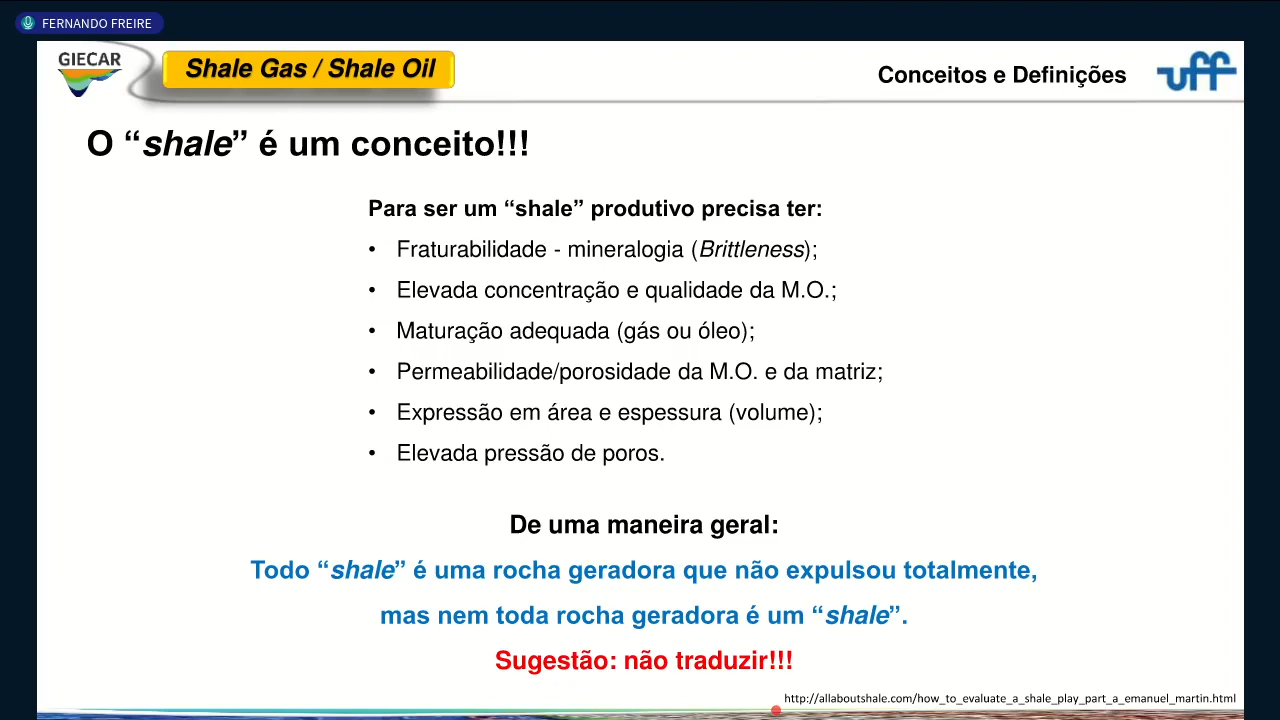 FERNANDO FREIRE
GIECAR
Shale Gas / Shale Oil
Conceitos e Definições
uff
O “shale” é um conceito!!!
Para ser um “shale” produtivo precisa ter:
• Fraturabilidade - mineralogia (Brittleness);
• Elevada concentração e qualidade da M.O.;
• Maturação adequada (gás ou óleo);
• Permeabilidade/porosidade da M.O. e da matriz;
• Expressão em área e espessura (volume);
• Elevada pressão de poros.
De uma maneira geral:
Todo “shale” é uma rocha geradora que não expulsou totalmente,
mas nem toda rocha geradora é um “shale”.
Sugestão: não traduzir!!!
http://allaboutshale.com/how_to_evaluate_a_shale_play_part_a_emanuel_martin.html